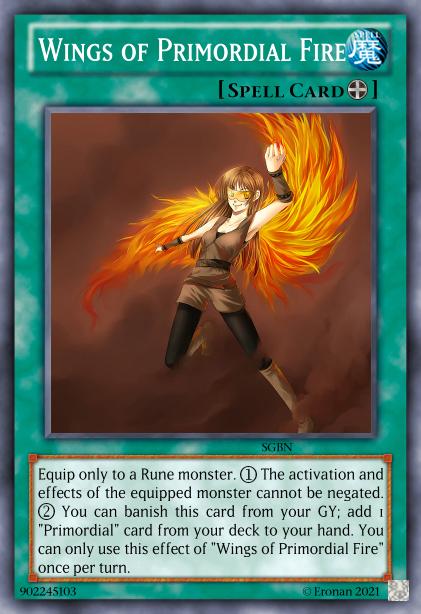 WINGS OF PRIMORDIAL FIRE
SPELL
魔
[SPELL CARD ]
SGBN
Equip only to a Rune monster. ① The activation and
effects of the equipped monster cannot be negated.
② You can banish this card from your GY; add 1
"Primordial" card from your deck to your hand. You
can only use this effect of "Wings of Primordial Fire"
once per turn.
902245103
© Eronan 2021